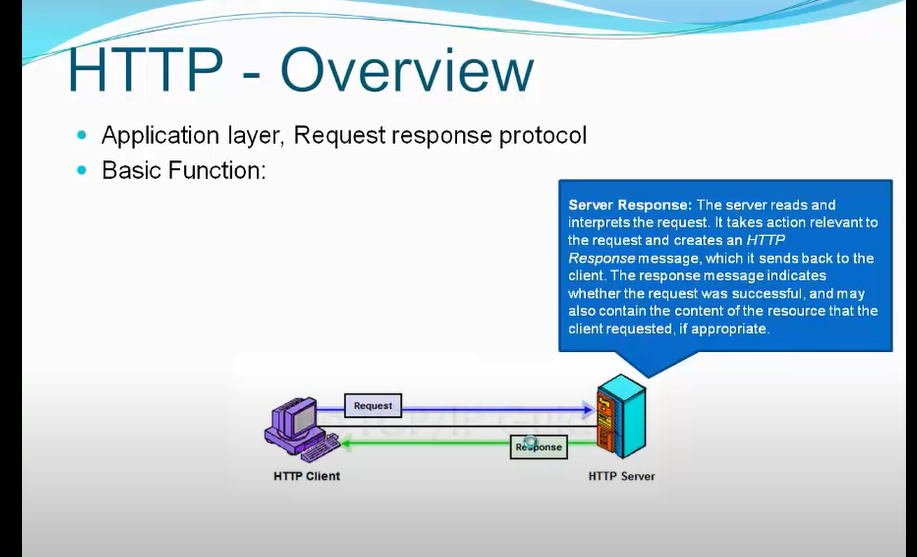 HTTP - Overview
Application layer, Request response protocol
Basic Function:
Server Response: The server reads and
interprets the request. It takes action relevant to
the request and creates an HTTP
Response message, which it sends back to the
client. The response message indicates
whether the request was successful, and may
also contain the content of the resource that the
client requested, if appropriate.
Request
Response
HTTP Client
HTTP Server